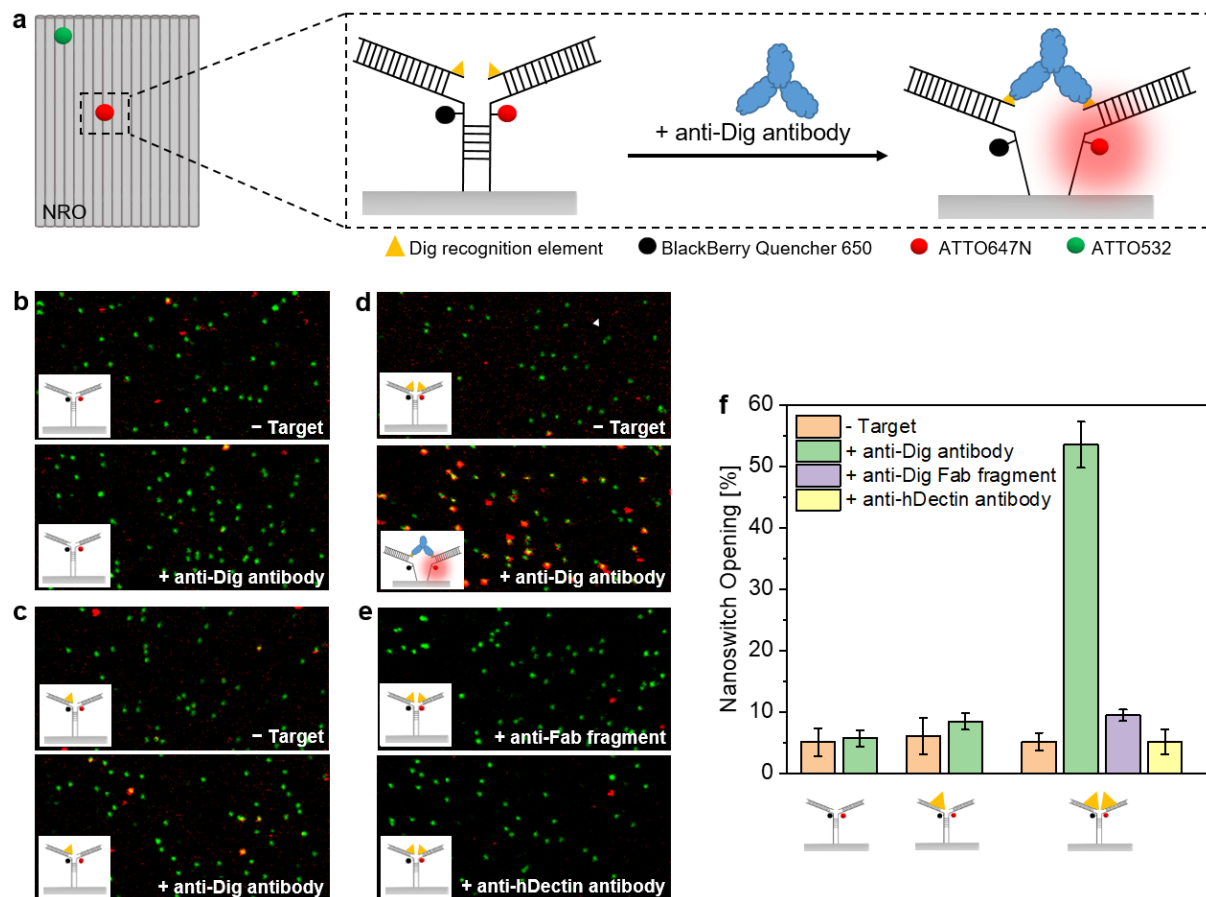 a
NRO
+ anti-Dig antibody
Dig recognition element
BlackBerry Quencher 650
ATTO647N
ATTO532
b
− Target
+ anti-Dig antibody
c
− Target
+ anti-Dig antibody
d
− Target
+ anti-Dig antibody
e
+ anti-Fab fragment
+ anti-hDectin antibody
f
Nanoswitch Opening [%]
60
50
40
30
20
10
0
- Target
+ anti-Dig antibody
+ anti-Dig Fab fragment
+ anti-hDectin antibody